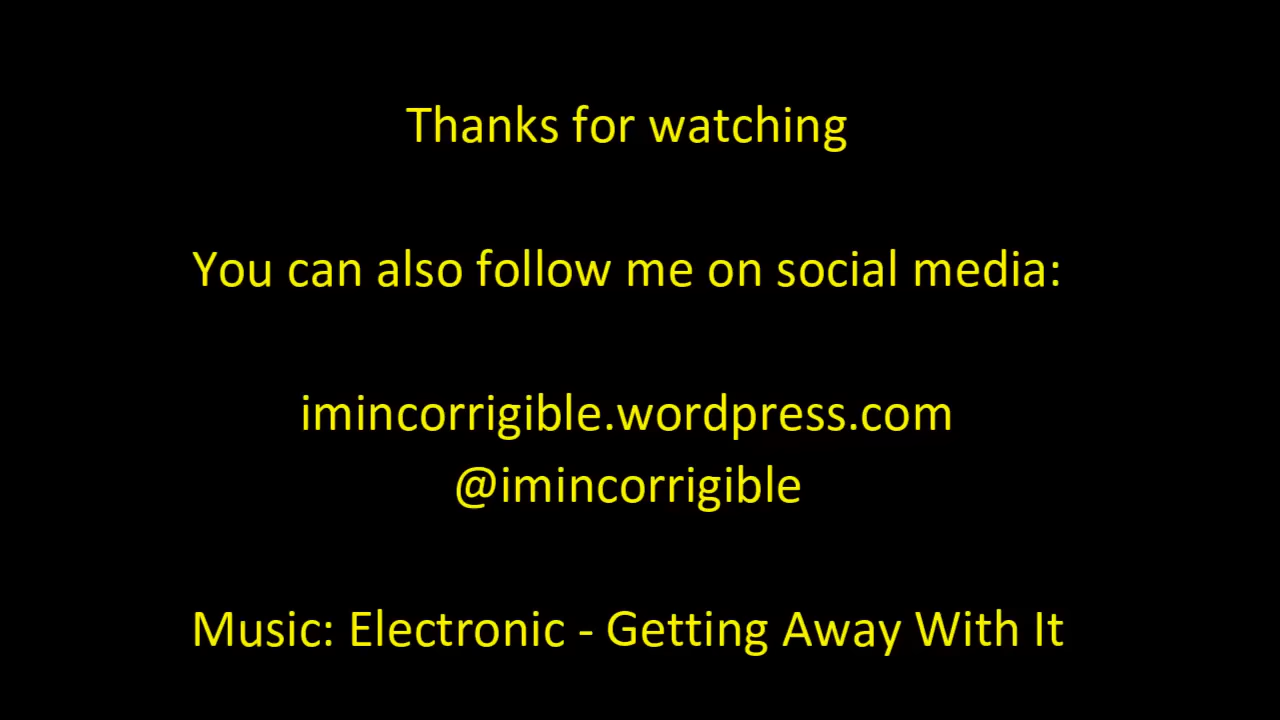 Thanks for watching
You can also follow me on social media:
imincorrigible.wordpress.com
@imincorrigible
Music: Electronic - Getting Away With It